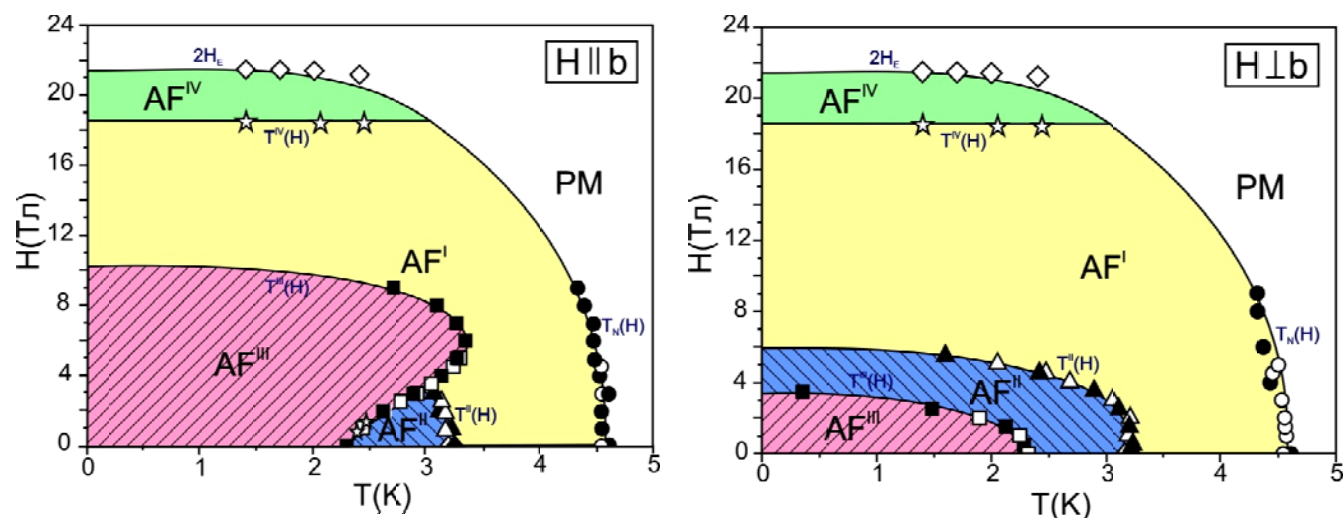 24
20
16
12
8
4
0
H(Тл)
2H_E
AF^IV
T^IV(H)
H||b
PM
AF^I
T^III(H)
AF^III
T_N(H)
AF^II
T^II(H)
0 1 2 3 4 5
T(K)
24
20
16
12
8
4
0
H(Тл)
2H_E
AF^IV
T^IV(H)
H⊥b
PM
AF^I
T_N(H)
T^II(H)
T^III(H)
AF^II
AF^III
0 1 2 3 4 5
T(K)